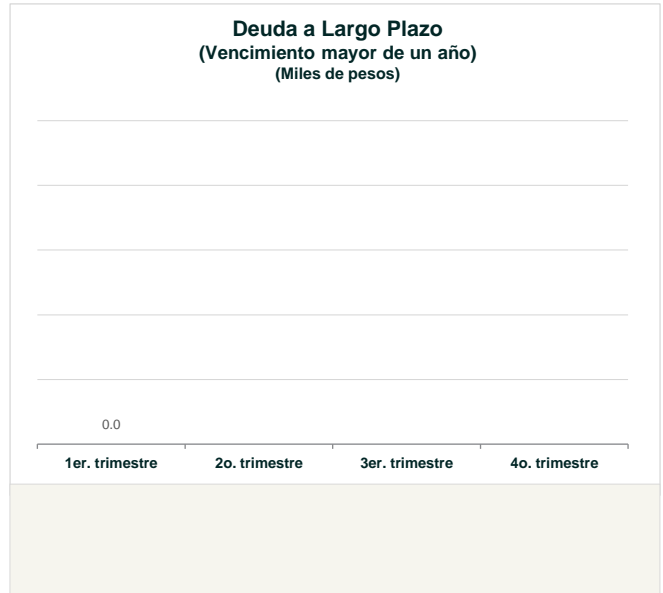 Deuda a Largo Plazo
(Vencimiento mayor de un año)
(Miles de pesos)
0.0
1er. trimestre 2o. trimestre 3er. trimestre 4o. trimestre